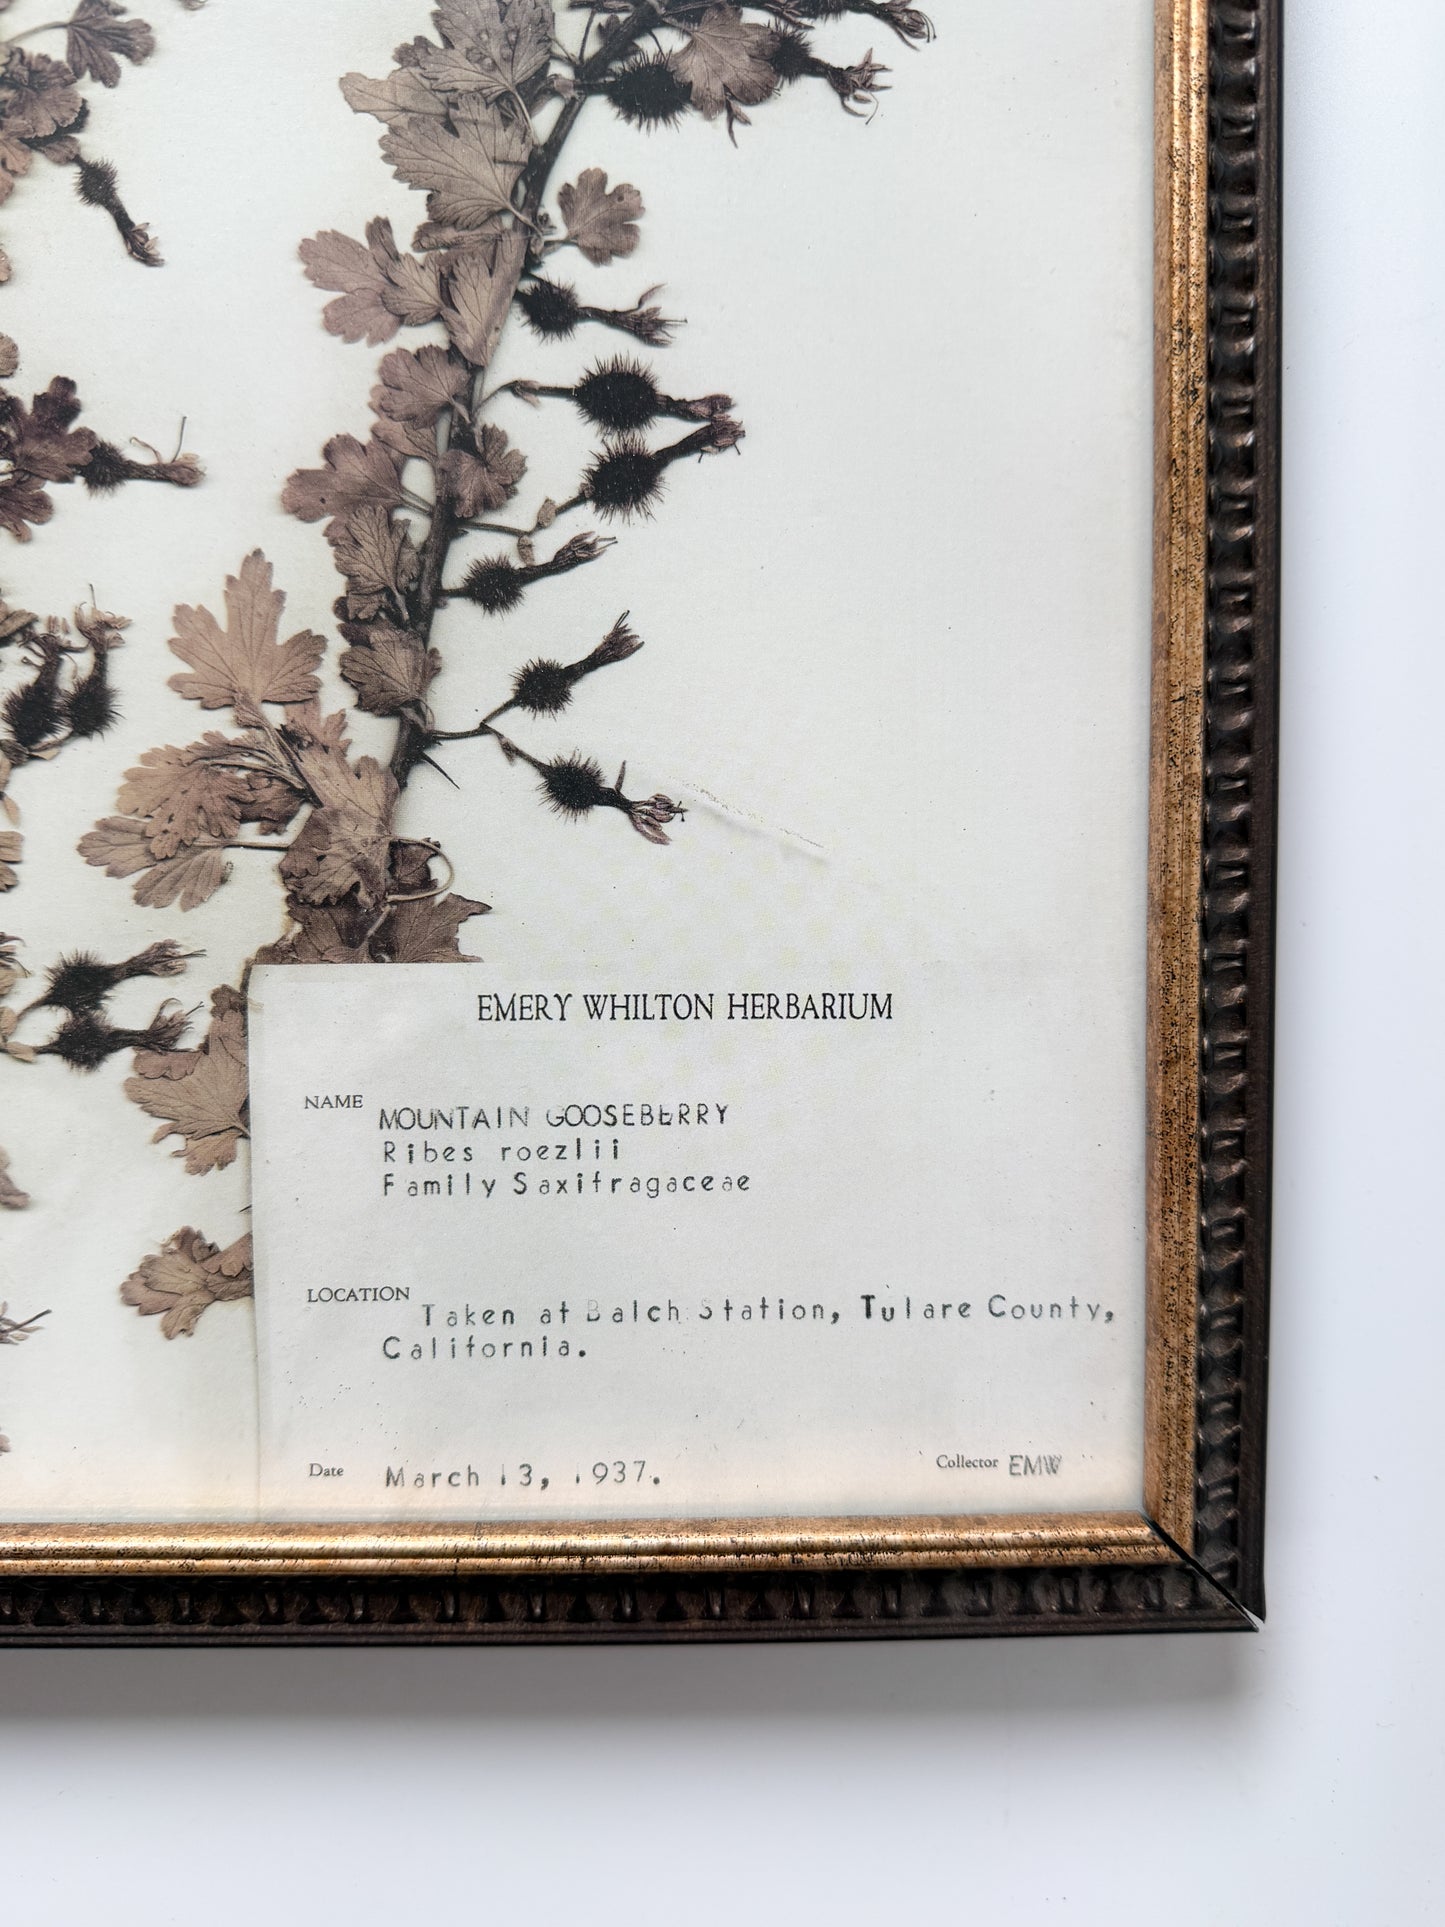 EMERY WHILTON HERBARIUM
NAME
MOUNTAIN GOOSEBERRY
Ribes roezlii
Family Saxifragaceae
LOCATION
Taken at Balch Station, Tulare County,
California.
Date March 13, 1937. Collector EMW